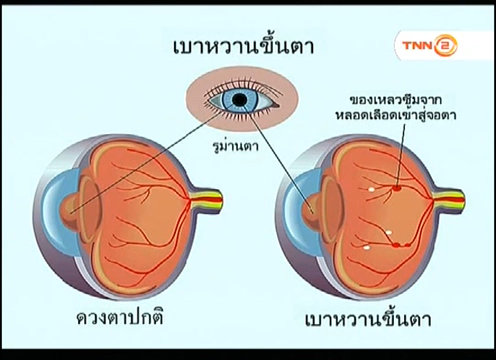 เบาหวานขึ้นตา
TNN 2
ของเหลวซึมจาก
หลอดเลือดเข้าสู่จอตา
รูม่านตา
ดวงตาปกติ
เบาหวานขึ้นตา